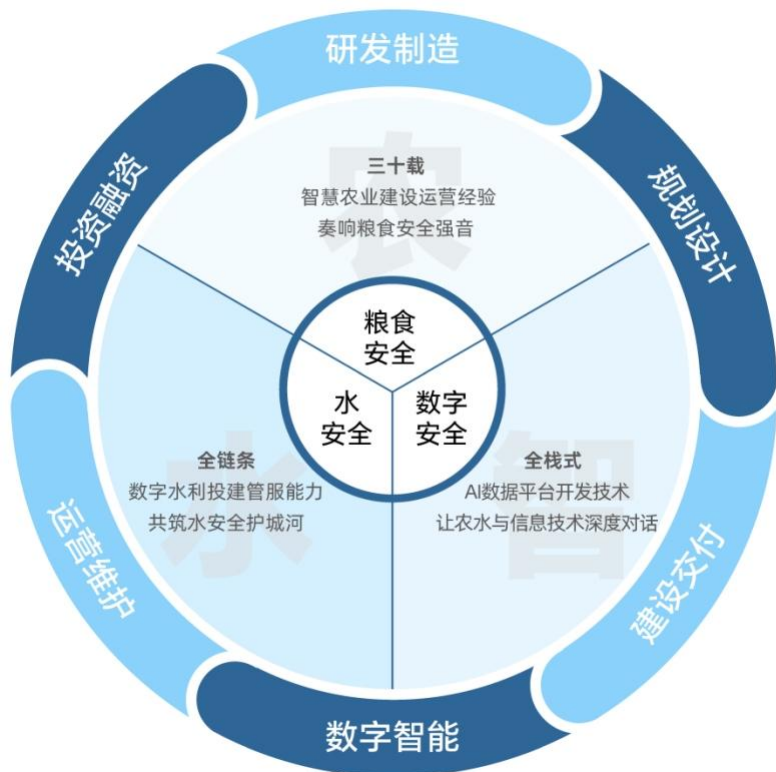 研发制造
规划设计
建设交付
数字智能
运营维护
投资融资
农
三十载
智慧农业建设运营经验
奏响粮食安全强音
粮食
安全
水
安全
数字
安全
水
全链条
数字水利投建管服能力
共筑水安全护城河
智
全栈式
AI数据平台开发技术
让农水与信息技术深度对话